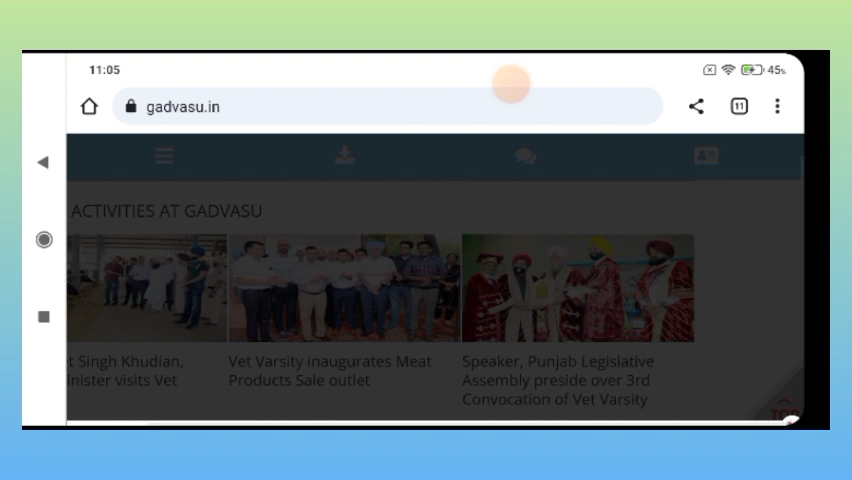 11:05
45%
gadvasu.in
11
ACTIVITIES AT GADVASU
t Singh Khudian,
inister visits Vet
Vet Varsity inaugurates Meat
Products Sale outlet
Speaker, Punjab Legislative
Assembly preside over 3rd
Convocation of Vet Varsity
TOP